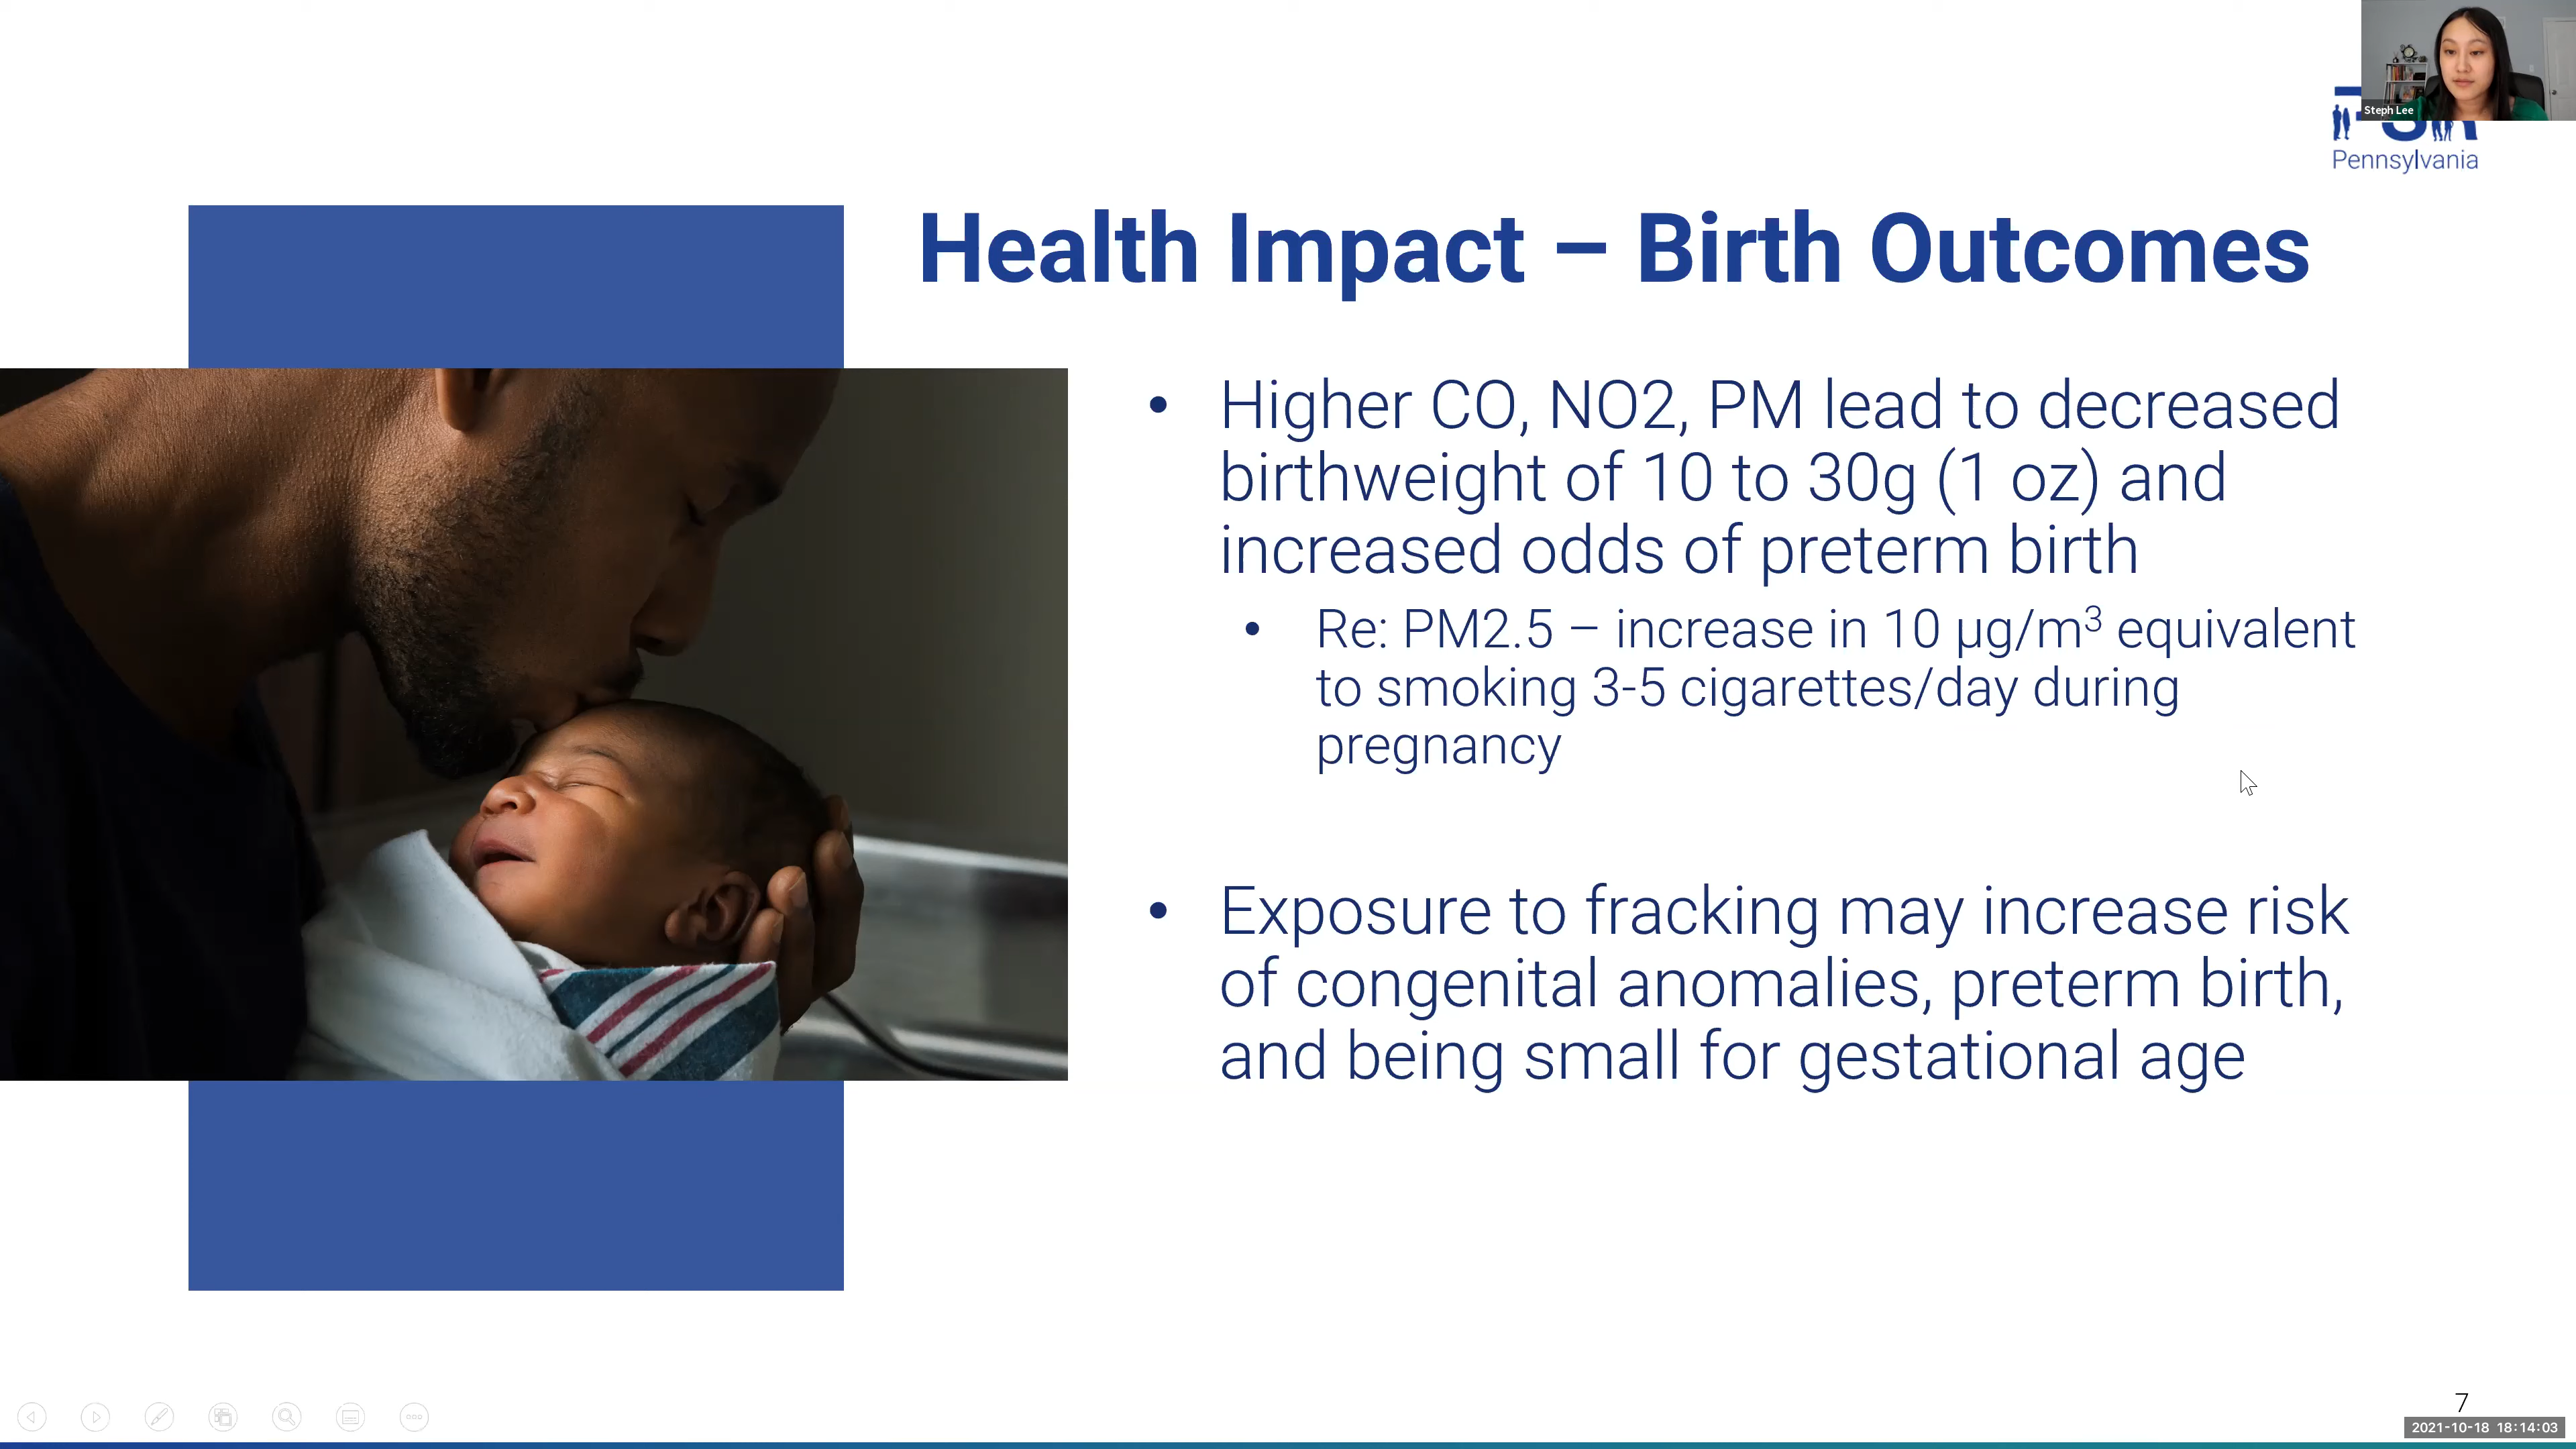 Steph Lee
Pennsylvania
Health Impact – Birth Outcomes
• Higher CO, NO2, PM lead to decreased
birthweight of 10 to 30g (1 oz) and
increased odds of preterm birth
• Re: PM2.5 – increase in 10 µg/m³ equivalent
to smoking 3-5 cigarettes/day during
pregnancy
• Exposure to fracking may increase risk
of congenital anomalies, preterm birth,
and being small for gestational age
7
2021-10-18 18:14:03